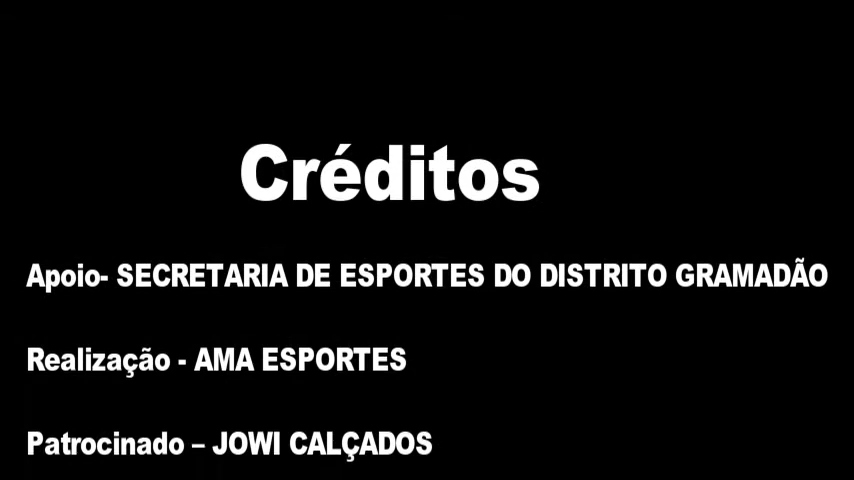 Créditos
Apoio- SECRETARIA DE ESPORTES DO DISTRITO GRAMADÃO
Realização - AMA ESPORTES
Patrocinado – JOWI CALÇADOS